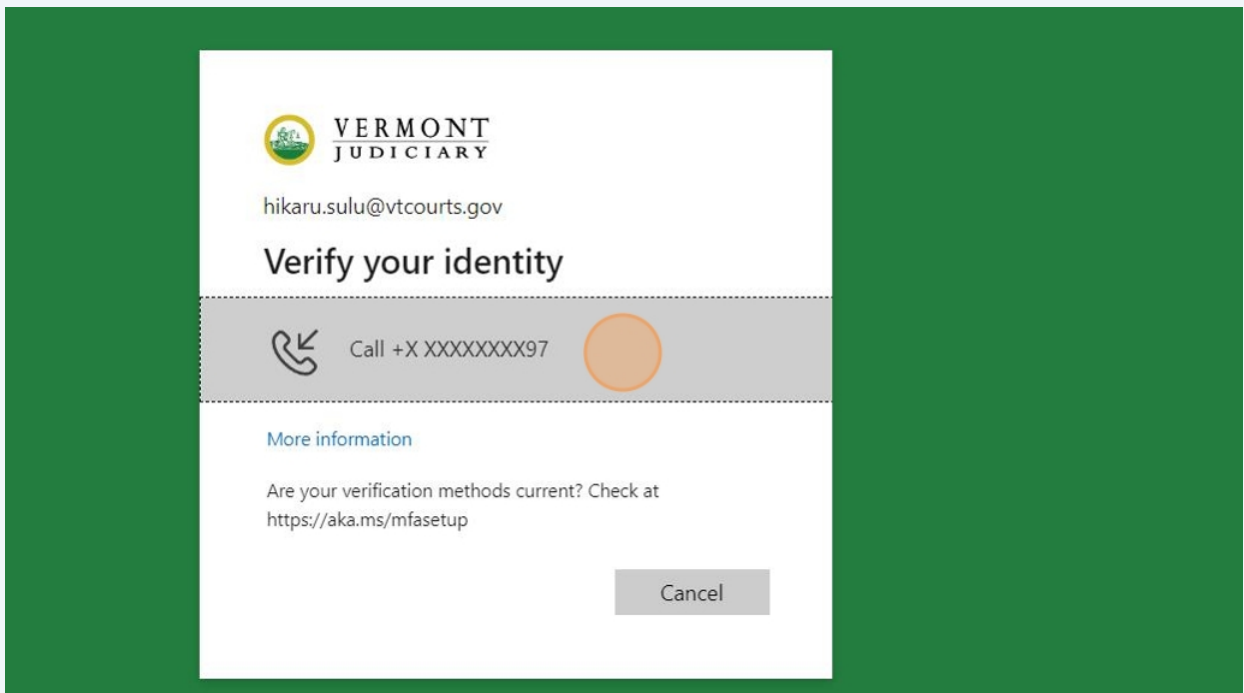 VERMONT
JUDICIARY
hikaru.sulu@vtcourts.gov
Verify your identity
Call +X XXXXXXXX97
More information
Are your verification methods current? Check at
https://aka.ms/mfasetup
Cancel